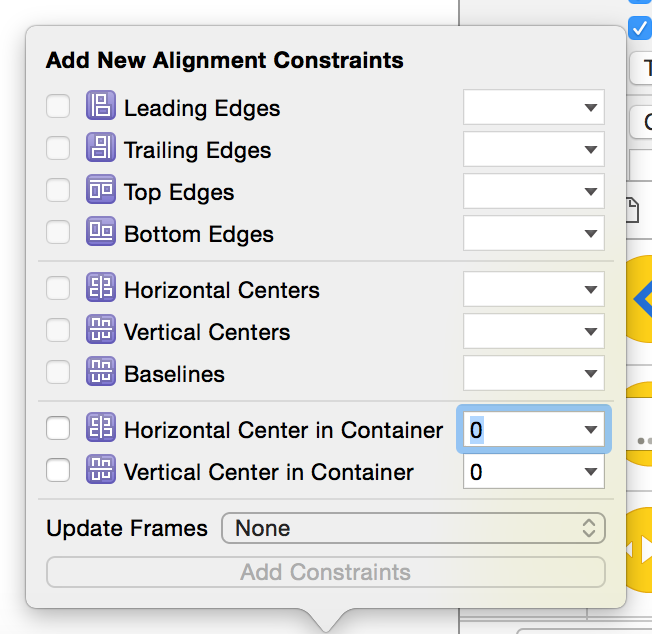 Add New Alignment Constraints
Leading Edges
Trailing Edges
Top Edges
Bottom Edges
Horizontal Centers
Vertical Centers
Baselines
Horizontal Center in Container 0
Vertical Center in Container 0
Update Frames None
Add Constraints